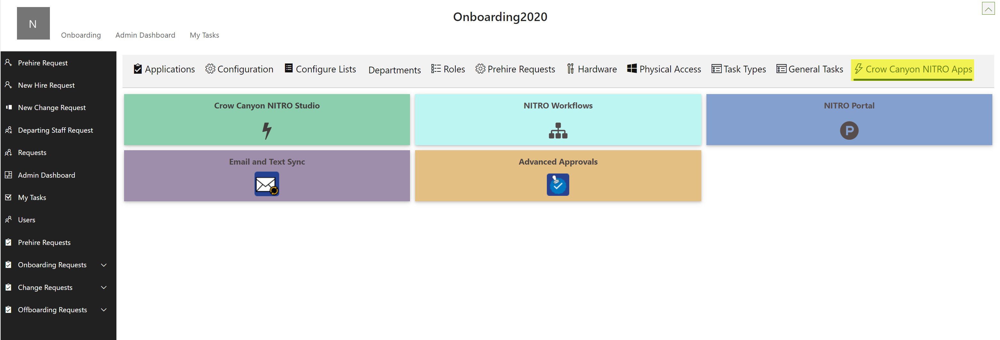 Onboarding2020
N
Onboarding Admin Dashboard My Tasks
Prehire Request
New Hire Request
New Change Request
Departing Staff Request
Requests
Admin Dashboard
My Tasks
Users
Prehire Requests
Onboarding Requests
Change Requests
Offboarding Requests
Applications Configuration Configure Lists Departments Roles Prehire Requests Hardware Physical Access Task Types General Tasks Crow Canyon NITRO Apps
Crow Canyon NITRO Studio
NITRO Workflows
NITRO Portal
P
Email and Text Sync
Advanced Approvals